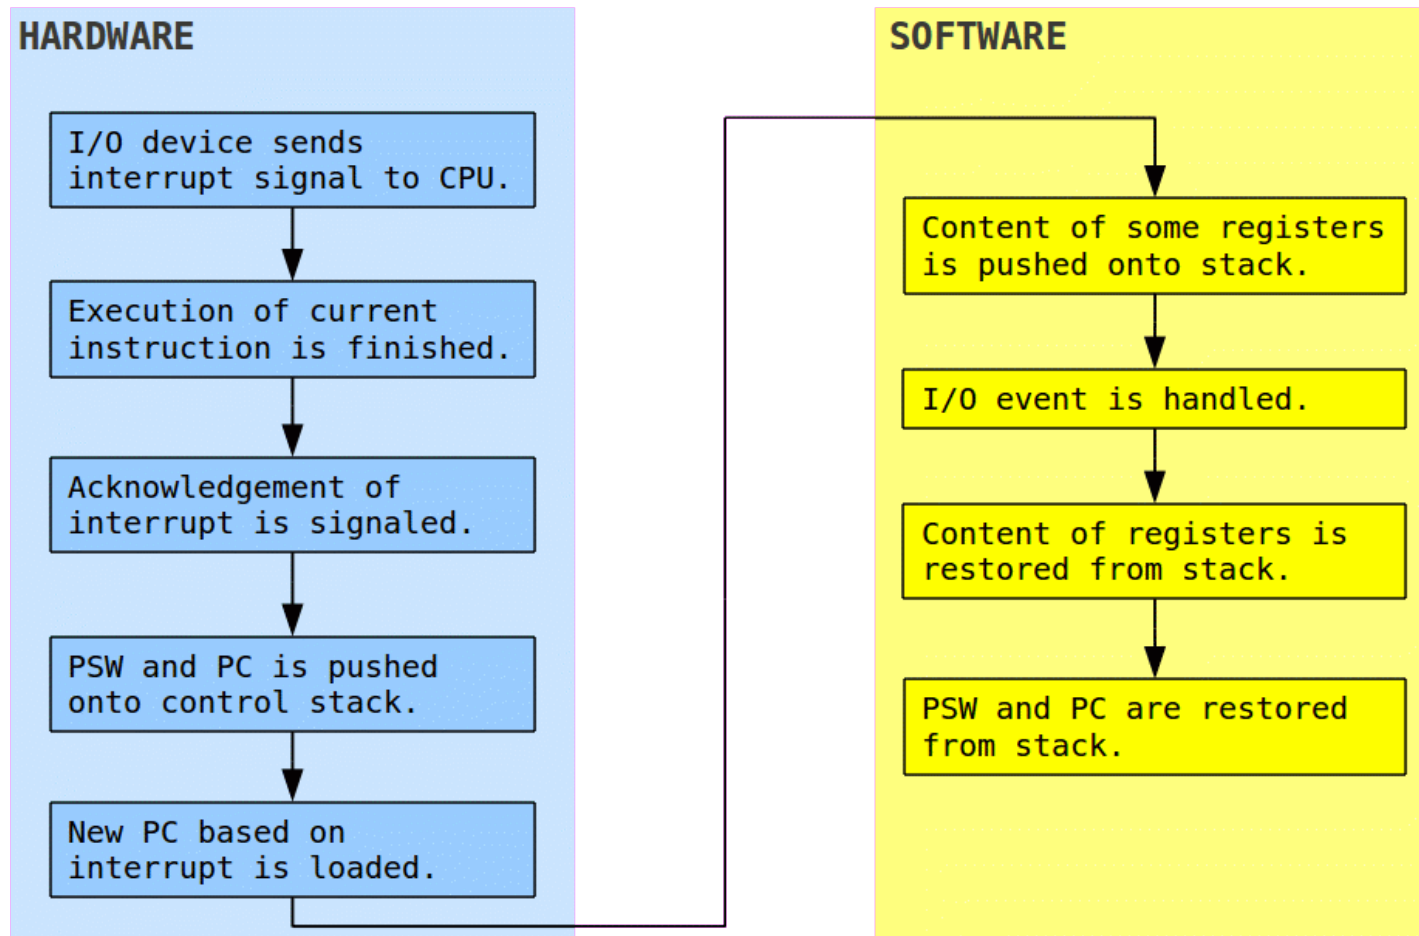 HARDWARE
I/O device sends
interrupt signal to CPU.
Execution of current
instruction is finished.
Acknowledgement of
interrupt is signaled.
PSW and PC is pushed
onto control stack.
New PC based on
interrupt is loaded.
SOFTWARE
Content of some registers
is pushed onto stack.
I/O event is handled.
Content of registers is
restored from stack.
PSW and PC are restored
from stack.